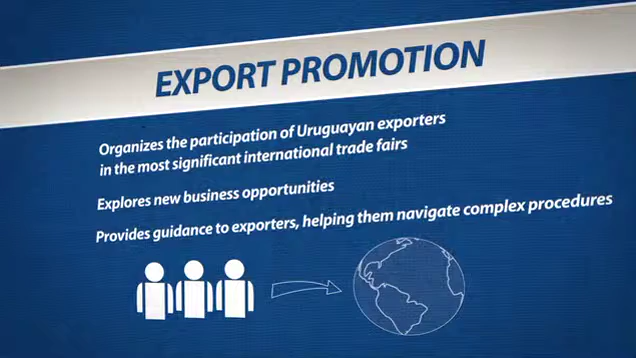 EXPORT PROMOTION
Organizes the participation of Uruguayan exporters
in the most significant international trade fairs
Explores new business opportunities
Provides guidance to exporters, helping them navigate complex procedures